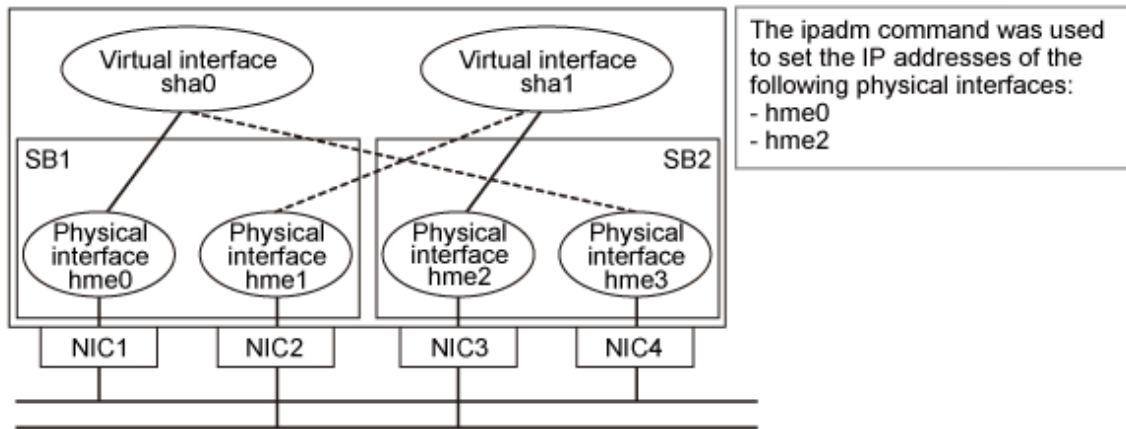 Virtual interface
sha0
Virtual interface
sha1
The ipadm command was used
to set the IP addresses of the
following physical interfaces:
- hme0
- hme2
SB1
SB2
Physical
interface
hme0
Physical
interface
hme1
Physical
interface
hme2
Physical
interface
hme3
NIC1
NIC2
NIC3
NIC4